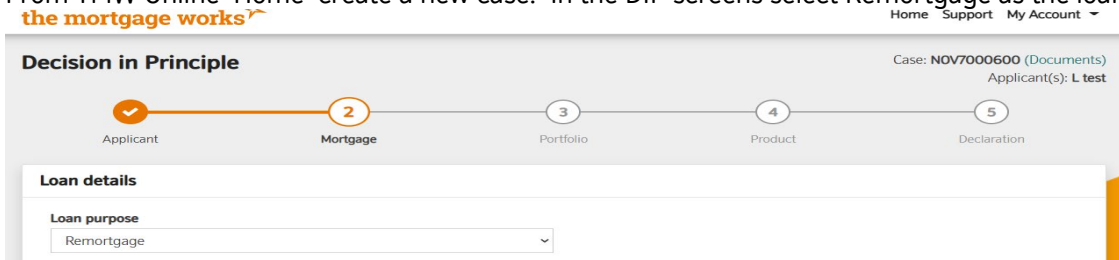 From TMW Online 'Home' create a new case. In the DIP screens select Remortgage as the loan
the mortgage works
Home Support My Account
Decision in Principle
Case: N0V7000600 (Documents)
Applicant(s): L test
2 3 4 5
Applicant Mortgage Portfolio Product Declaration
Loan details
Loan purpose
Remortgage